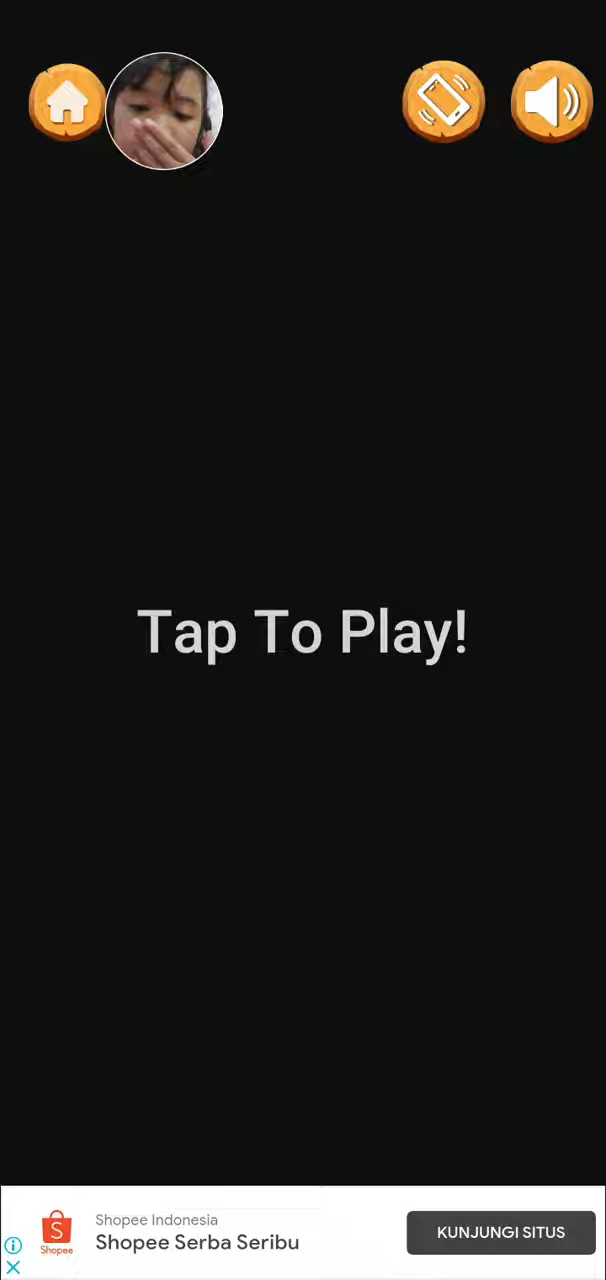 Tap To Play!
Shopee Indonesia
Shopee Serba Seribu
Shopee
KUNJUNGI SITUS